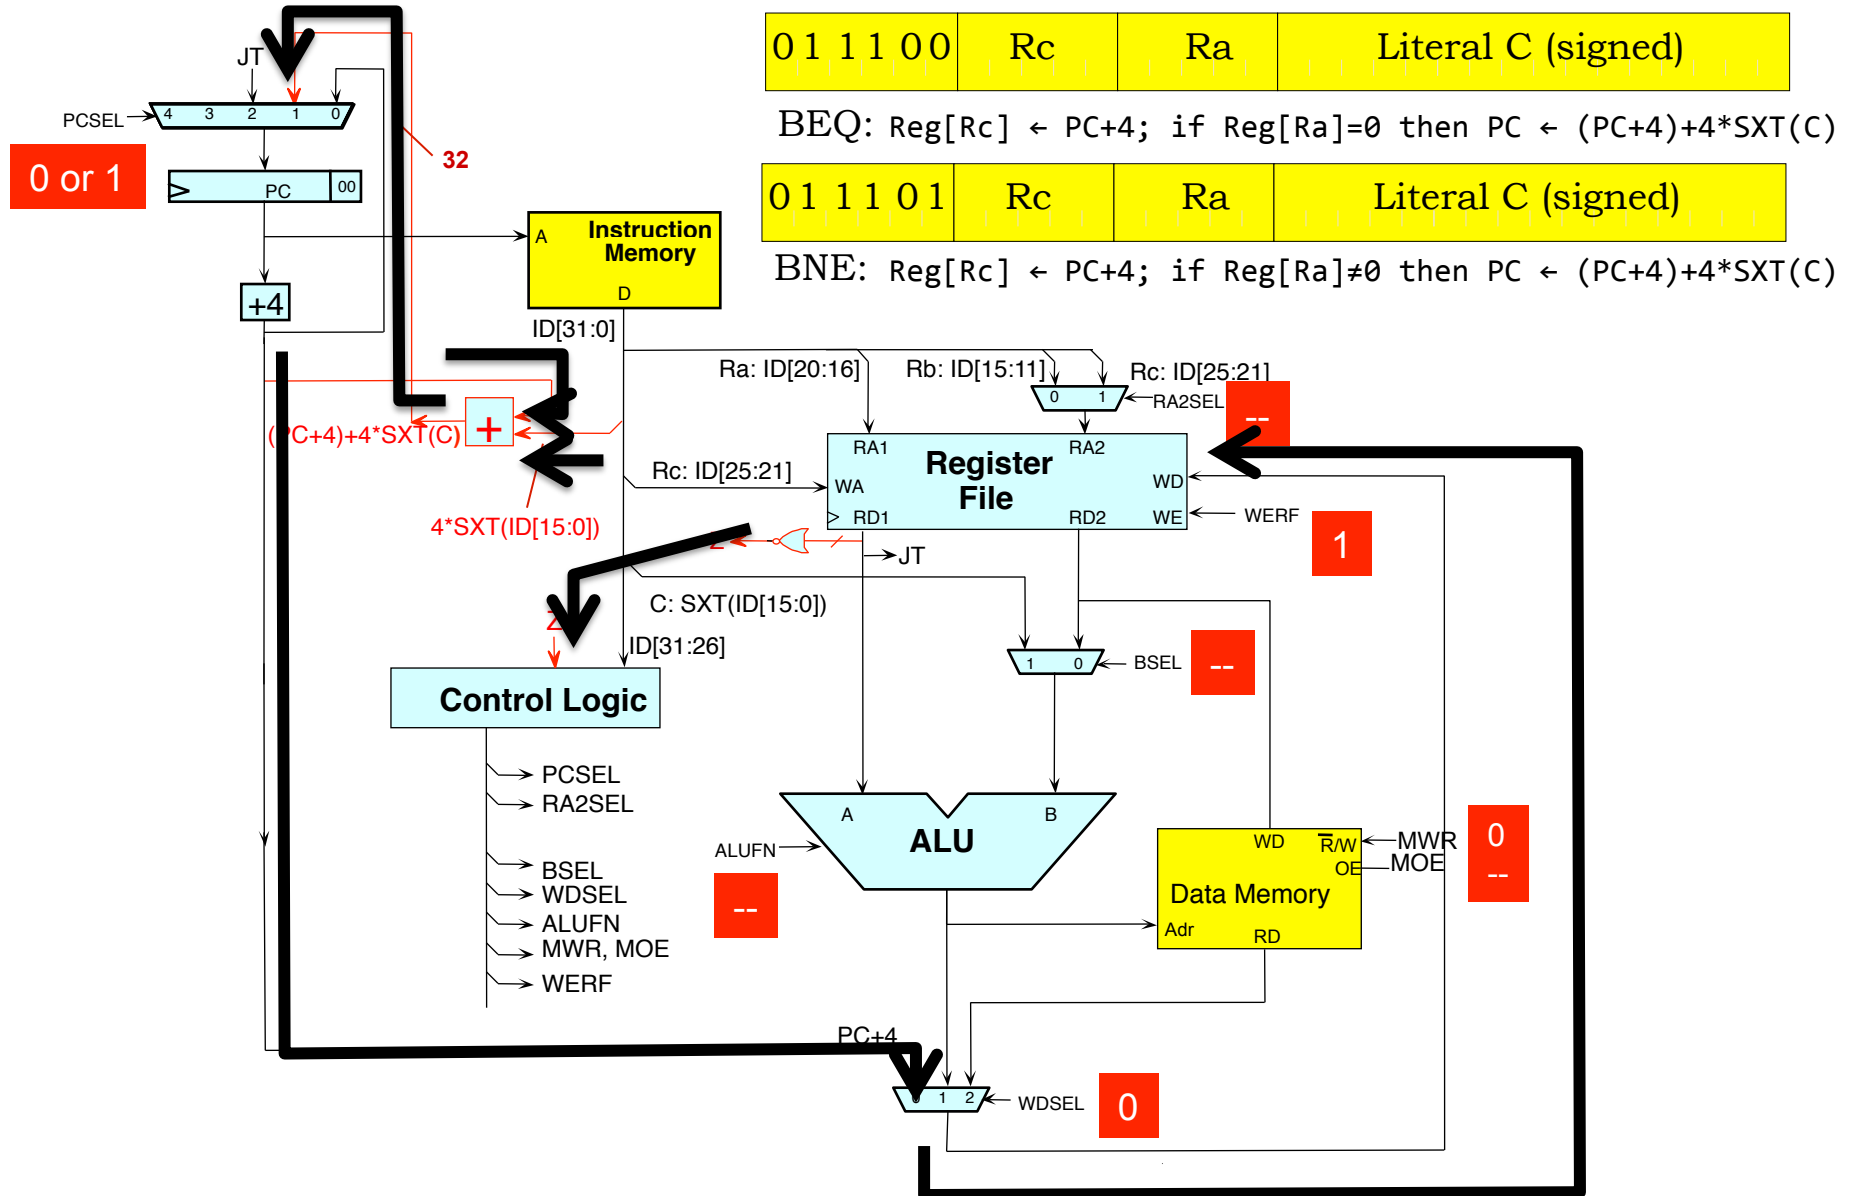 0 1 1 1 0 0 Rc Ra Literal C (signed)
BEQ: Reg[Rc] ← PC+4; if Reg[Ra]=0 then PC ← (PC+4)+4*SXT(C)
0 1 1 1 0 1 Rc Ra Literal C (signed)
BNE: Reg[Rc] ← PC+4; if Reg[Ra]≠0 then PC ← (PC+4)+4*SXT(C)
JT
PCSEL
4 3 2 1 0
0 or 1
32
PC 00
+4
A
Instruction
Memory
D
ID[31:0]
Ra: ID[20:16]
Rb: ID[15:11]
Rc: ID[25:21]
0 1
RA2SEL
--
+
(PC+4)+4*SXT(C)
4*SXT(ID[15:0])
Rc: ID[25:21]
RA1
RA2
Register
File
WA
WD
RD1
RD2
WE
WERF
1
Z
JT
C: SXT(ID[15:0])
Z
ID[31:26]
1 0
BSEL
--
Control Logic
PCSEL
RA2SEL
BSEL
WDSEL
ALUFN
MWR, MOE
WERF
A
B
ALU
ALUFN
--
WD
R/W
OE
MWR
MOE
0
--
Data Memory
Adr
RD
PC+4
0 1 2
WDSEL
0